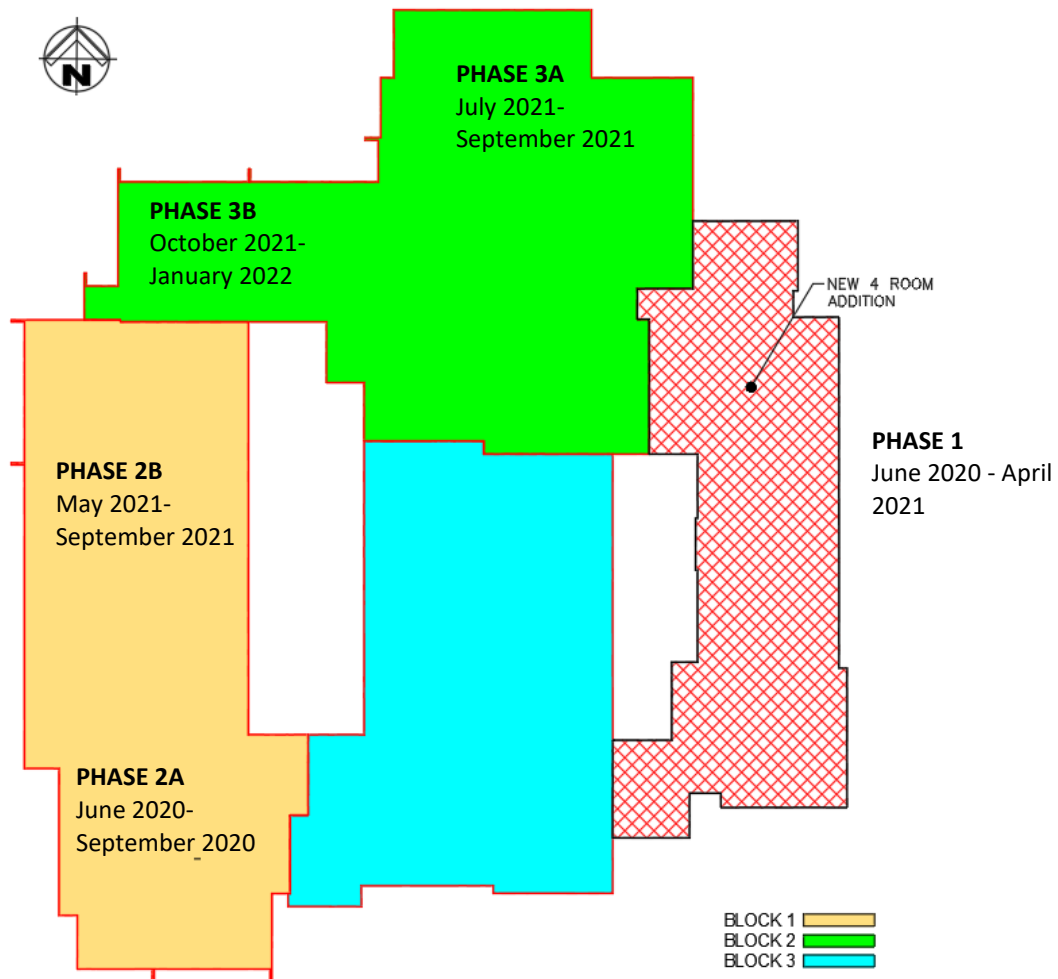 N
PHASE 3A
July 2021-
September 2021
PHASE 3B
October 2021-
January 2022
NEW 4 ROOM
ADDITION
PHASE 1
June 2020 - April
2021
PHASE 2B
May 2021-
September 2021
PHASE 2A
June 2020-
September 2020
BLOCK 1
BLOCK 2
BLOCK 3